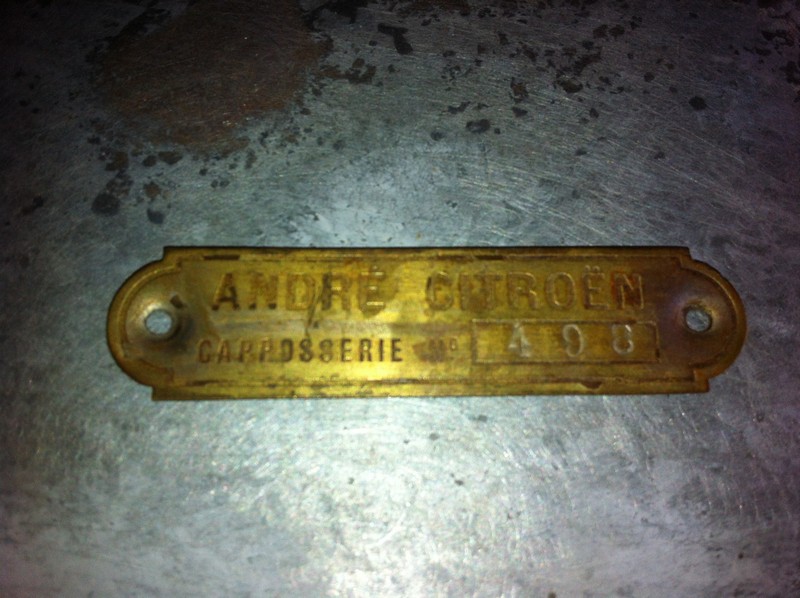 ANDRÉ CITROËN
CARROSSERIE No 498